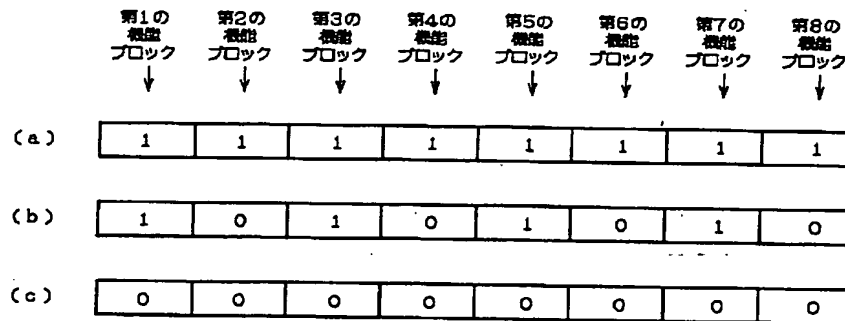 第1の 第2の 第3の 第4の 第5の 第6の 第7の 第8の
機能 機能 機能 機能 機能 機能 機能 機能
ブロック ブロック ブロック ブロック ブロック ブロック ブロック ブロック
(a) 1 1 1 1 1 1 1 1
(b) 1 0 1 0 1 0 1 0
(c) 0 0 0 0 0 0 0 0